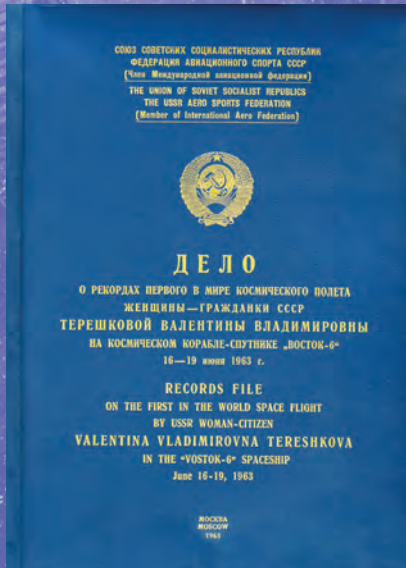 СОЮЗ СОВЕТСКИХ СОЦИАЛИСТИЧЕСКИХ РЕСПУБЛИК
ФЕДЕРАЦИЯ АВИАЦИОННОГО СПОРТА СССР
(Член Международной авиационной федерации)
THE UNION OF SOVIET SOCIALIST REPUBLICS
THE USSR AERO SPORTS FEDERATION
(Member of International Aero Federation)
ДЕЛО
О РЕКОРДАХ ПЕРВОГО В МИРЕ КОСМИЧЕСКОГО ПОЛЕТА
ЖЕНЩИНЫ—ГРАЖДАНКИ СССР
ТЕРЕШКОВОЙ ВАЛЕНТИНЫ ВЛАДИМИРОВНЫ
НА КОСМИЧЕСКОМ КОРАБЛЕ-СПУТНИКЕ „ВОСТОК-6“
16—19 июня 1963 г.
RECORDS FILE
ON THE FIRST IN THE WORLD SPACE FLIGHT
BY USSR WOMAN-CITIZEN
VALENTINA VLADIMIROVNA TERESHKOVA
IN THE “VOSTOK-6” SPACESHIP
June 16-19, 1963
МОСКВА
MOSCOW
1963